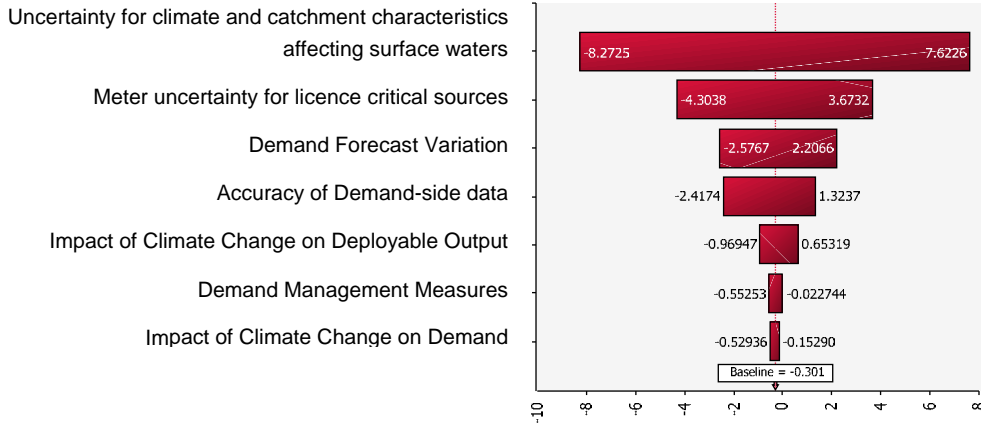 Uncertainty for climate and catchment characteristics
affecting surface waters
-8.2725 7.6226
Meter uncertainty for licence critical sources
-4.3038 3.6732
Demand Forecast Variation
-2.5767 2.2066
Accuracy of Demand-side data
-2.4174 1.3237
Impact of Climate Change on Deployable Output
-0.96947 0.65319
Demand Management Measures
-0.55253 -0.022744
Impact of Climate Change on Demand
-0.52936 -0.15290
Baseline = -0.301
-10 -8 -6 -4 -2 0 2 4 6 8